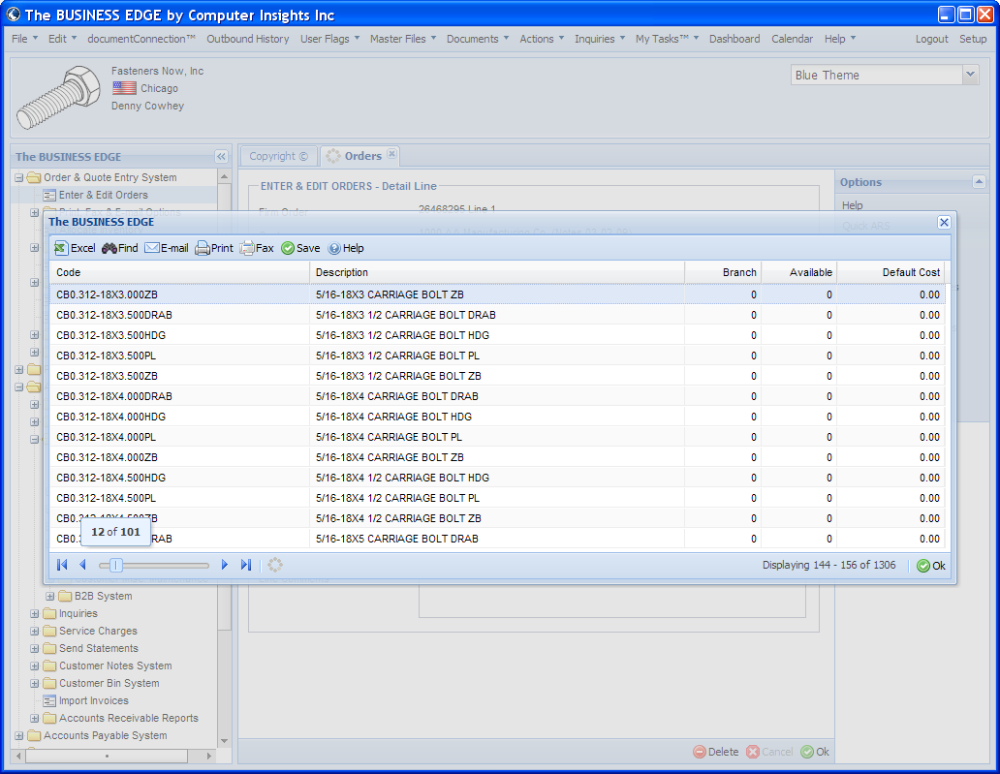 The BUSINESS EDGE by Computer Insights Inc
File Edit documentConnection™ Outbound History User Flags Master Files Documents Actions Inquiries My Tasks™ Dashboard Calendar Help Logout Setup
Fasteners Now, Inc
Chicago
Denny Cowhey
Blue Theme
The BUSINESS EDGE
Copyright © Orders
Order & Quote Entry System
Enter & Edit Orders
ENTER & EDIT ORDERS - Detail Line
26468295 Line 1
Options
Help
The BUSINESS EDGE
Excel Find E-mail Print Fax Save Help
Code Description Branch Available Default Cost
CB0.312-18X3.000ZB 5/16-18X3 CARRIAGE BOLT ZB 0 0 0.00
CB0.312-18X3.500DRAB 5/16-18X3 1/2 CARRIAGE BOLT DRAB 0 0 0.00
CB0.312-18X3.500HDG 5/16-18X3 1/2 CARRIAGE BOLT HDG 0 0 0.00
CB0.312-18X3.500PL 5/16-18X3 1/2 CARRIAGE BOLT PL 0 0 0.00
CB0.312-18X3.500ZB 5/16-18X3 1/2 CARRIAGE BOLT ZB 0 0 0.00
CB0.312-18X4.000DRAB 5/16-18X4 CARRIAGE BOLT DRAB 0 0 0.00
CB0.312-18X4.000HDG 5/16-18X4 CARRIAGE BOLT HDG 0 0 0.00
CB0.312-18X4.000PL 5/16-18X4 CARRIAGE BOLT PL 0 0 0.00
CB0.312-18X4.000ZB 5/16-18X4 CARRIAGE BOLT ZB 0 0 0.00
CB0.312-18X4.500HDG 5/16-18X4 1/2 CARRIAGE BOLT HDG 0 0 0.00
CB0.312-18X4.500PL 5/16-18X4 1/2 CARRIAGE BOLT PL 0 0 0.00
CB0.312-18X4.500ZB 5/16-18X4 1/2 CARRIAGE BOLT ZB 0 0 0.00
5/16-18X5 CARRIAGE BOLT DRAB 0 0 0.00
12 of 101
Displaying 144 - 156 of 1306 Ok
B2B System
Inquiries
Service Charges
Send Statements
Customer Notes System
Customer Bin System
Import Invoices
Accounts Receivable Reports
Accounts Payable System
Delete Cancel Ok